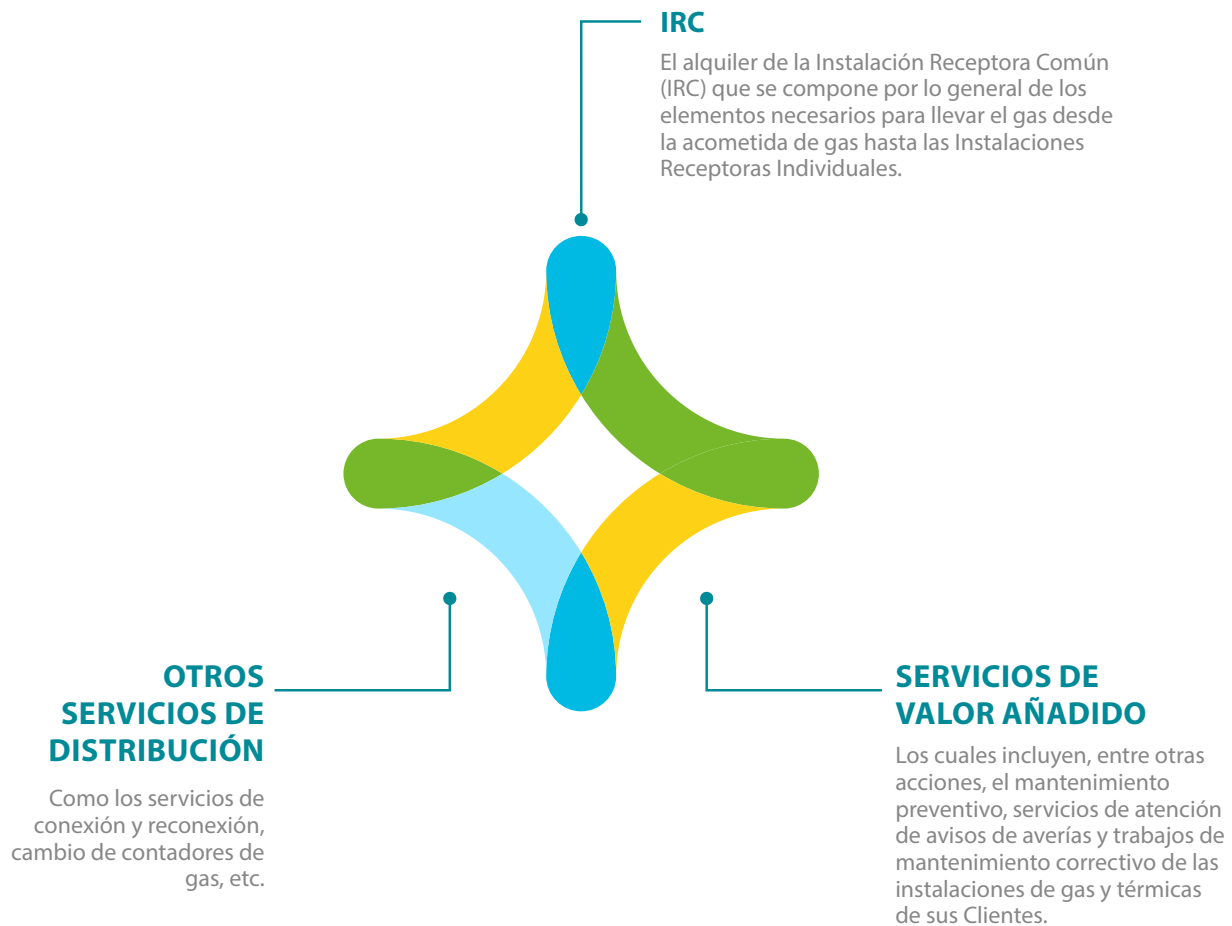 IRC
El alquiler de la Instalación Receptora Común
(IRC) que se compone por lo general de los
elementos necesarios para llevar el gas desde
la acometida de gas hasta las Instalaciones
Receptoras Individuales.
OTROS
SERVICIOS DE
DISTRIBUCIÓN
Como los servicios de
conexión y reconexión,
cambio de contadores de
gas, etc.
SERVICIOS DE
VALOR AÑADIDO
Los cuales incluyen, entre otras
acciones, el mantenimiento
preventivo, servicios de atención
de avisos de averías y trabajos de
mantenimiento correctivo de las
instalaciones de gas y térmicas
de sus Clientes.